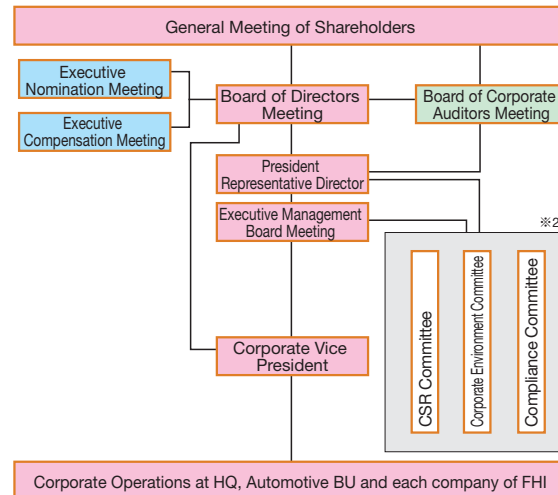 General Meeting of Shareholders
Executive
Nomination Meeting
Executive
Compensation Meeting
Board of Directors
Meeting
Board of Corporate
Auditors Meeting
President
Representative Director
Executive Management
Board Meeting
※2
CSR Committee
Corporate Environment Committee
Compliance Committee
Corporate Vice
President
Corporate Operations at HQ, Automotive BU and each company of FHI